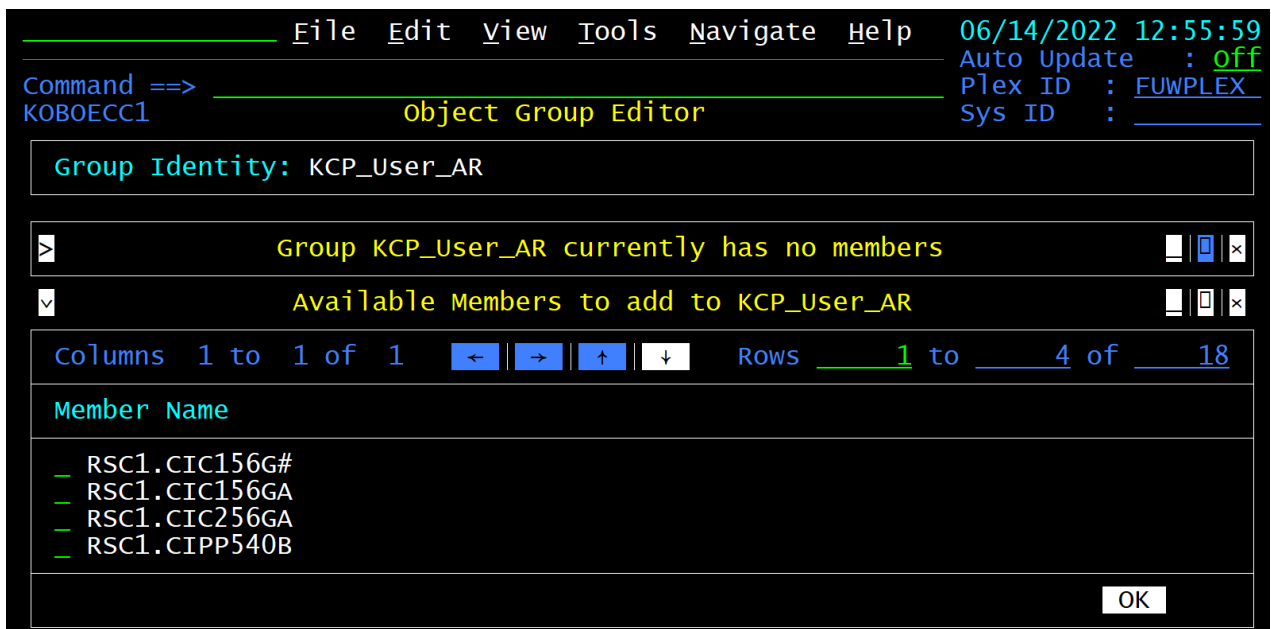 File Edit View Tools Navigate Help 06/14/2022 12:55:59
Auto Update : Off
Command ==> Plex ID : FUWPLEX
KOBOECC1 Object Group Editor Sys ID :
Group Identity: KCP_User_AR
> Group KCP_User_AR currently has no members _ | □ | ×
˅ Available Members to add to KCP_User_AR _ | □ | ×
Columns 1 to 1 of 1 ← | → | ↑ | ↓ Rows 1 to 4 of 18
Member Name
_ RSC1.CIC156G#
_ RSC1.CIC156GA
_ RSC1.CIC256GA
_ RSC1.CIPP540B
OK